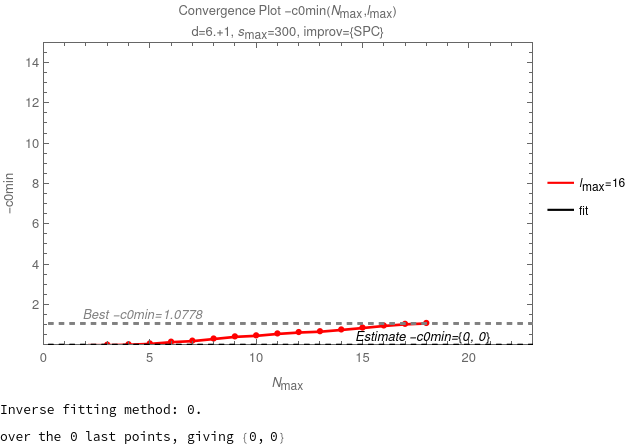 Convergence Plot −c0min(Nmax,lmax)
d=6.+1, smax=300, improv={SPC}
14
12
10
8
6
4
2
−c0min
Best −c0min=1.0778
Estimate −c0min={0, 0}
0
5
10
15
20
Nmax
lmax=16
fit
Inverse fitting method: 0.
over the 0 last points, giving {0, 0}